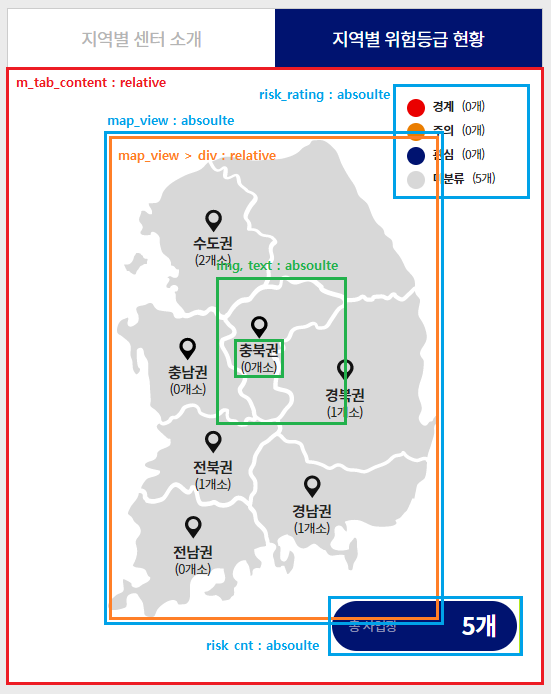 지역별 센터 소개
지역별 위험등급 현황
m_tab_content : relative
risk_rating : absoulte
경계 (0개)
주의 (0개)
관심 (0개)
미분류 (5개)
map_view : absoulte
map_view > div : relative
수도권
(2개소)
img, text : absoulte
충북권
(0개소)
충남권
(0개소)
경북권
(1개소)
전북권
(1개소)
경남권
(1개소)
전남권
(0개소)
총 사업장
5개
risk_cnt : absoulte